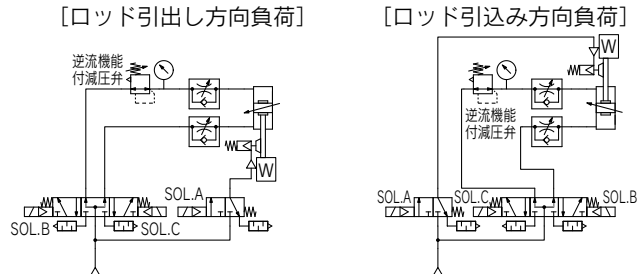 [ロッド引出し方向負荷]
逆流機能
付減圧弁
W
SOL.A
SOL.B
SOL.C
[ロッド引込み方向負荷]
W
逆流機能
付減圧弁
SOL.A
SOL.C
SOL.B